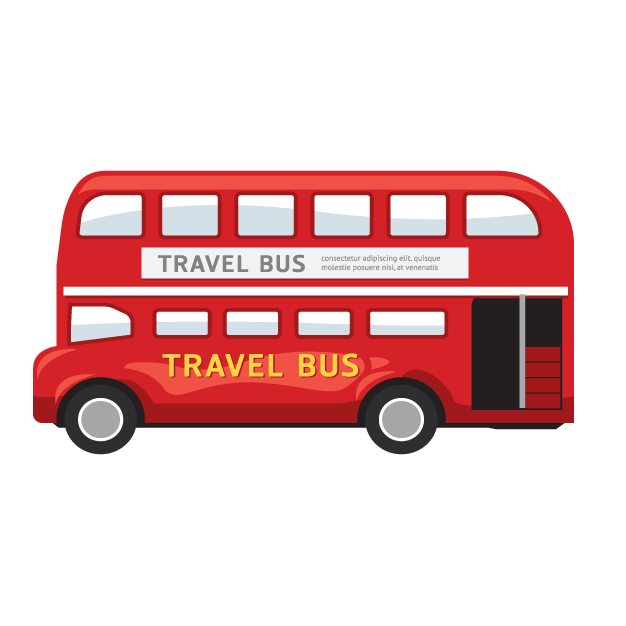 TRAVEL BUS
consectetur adipiscing elit. quisque
molestie posuere nisi, at venenatis
TRAVEL BUS